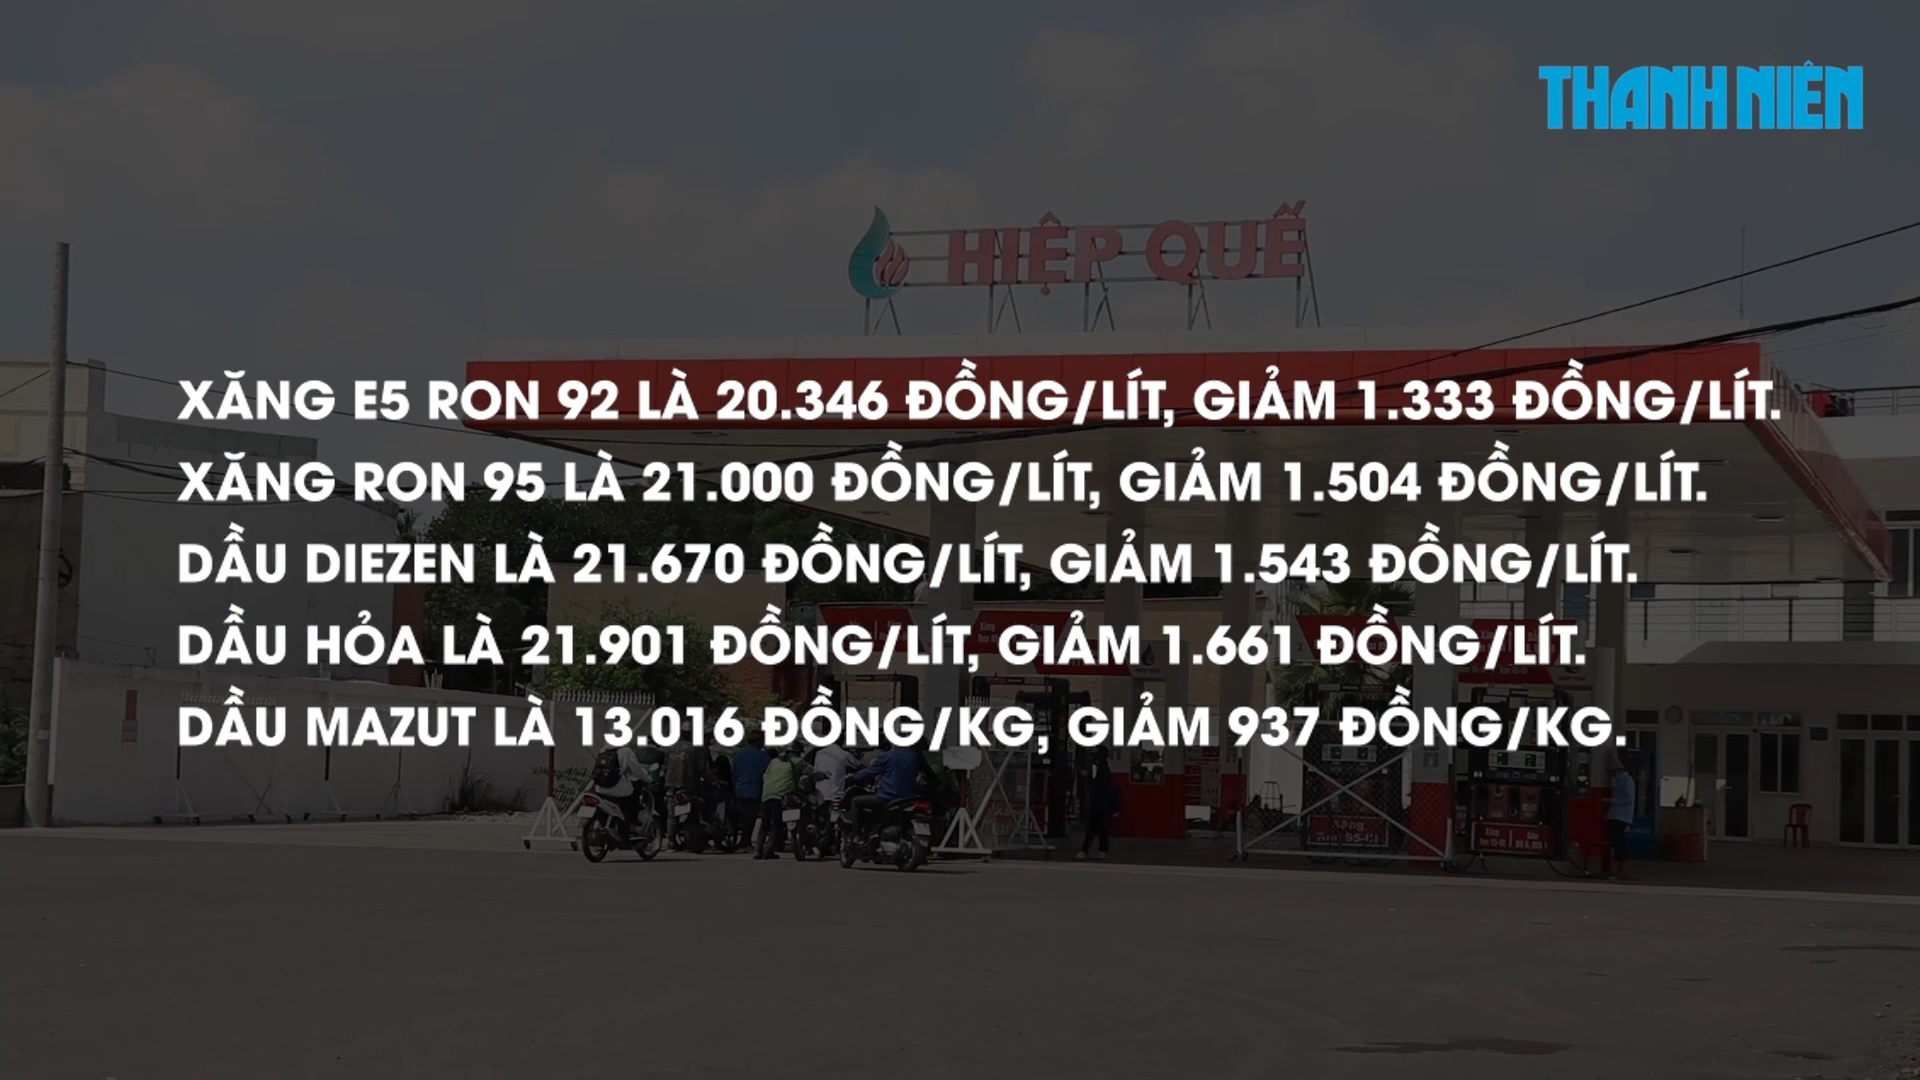 THANH NIÊN
HIỆP QUẾ
XĂNG E5 RON 92 LÀ 20.346 ĐỒNG/LÍT, GIẢM 1.333 ĐỒNG/LÍT.
XĂNG RON 95 LÀ 21.000 ĐỒNG/LÍT, GIẢM 1.504 ĐỒNG/LÍT.
DẦU DIEZEN LÀ 21.670 ĐỒNG/LÍT, GIẢM 1.543 ĐỒNG/LÍT.
DẦU HỎA LÀ 21.901 ĐỒNG/LÍT, GIẢM 1.661 ĐỒNG/LÍT.
DẦU MAZUT LÀ 13.016 ĐỒNG/KG, GIẢM 937 ĐỒNG/KG.